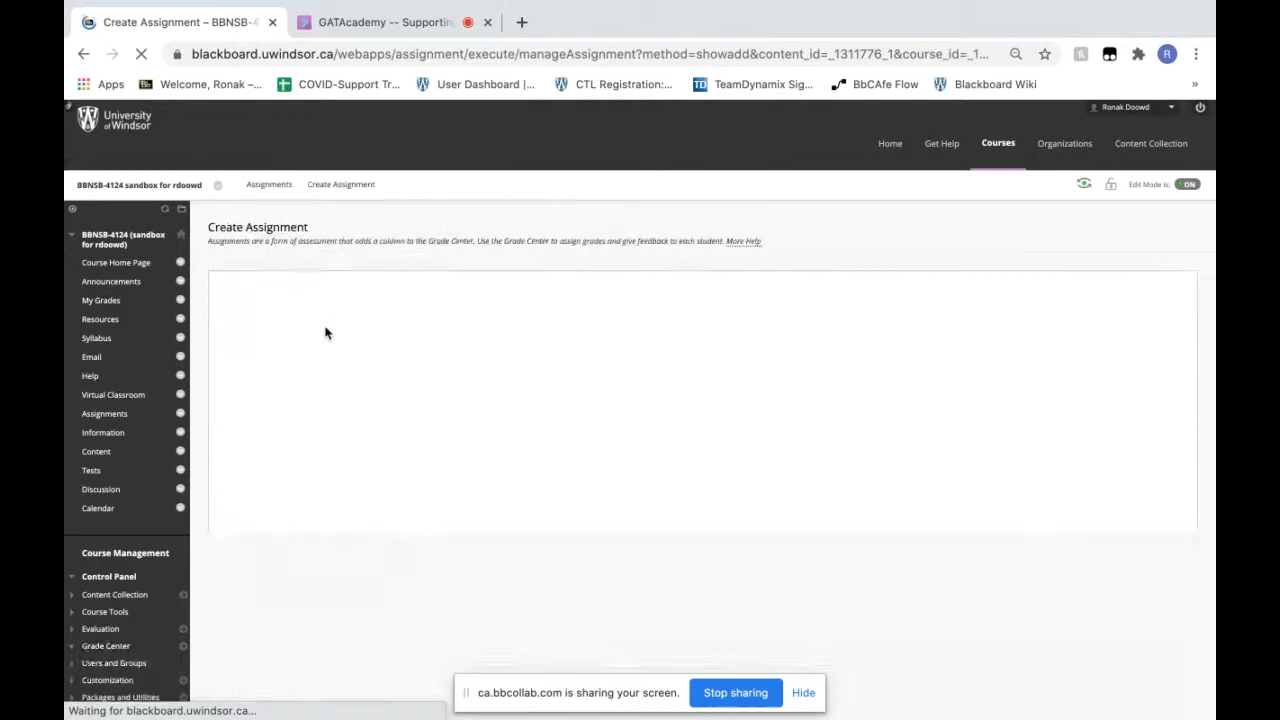 Create Assignment – BBNSB-4
GATAcademy -- Supporting
blackboard.uwindsor.ca/webapps/assignment/execute/manageAssignment?method=showadd&content_id=_1311776_1&course_id=_1...
R
Apps
Welcome, Ronak –...
COVID-Support Tr...
User Dashboard |...
CTL Registration:...
TeamDynamix Sig...
BbCAfe Flow
Blackboard Wiki
»
University
of Windsor
Ronak Doowd
Home
Get Help
Courses
Organizations
Content Collection
BBNSB-4124 sandbox for rdoowd
Assignments
Create Assignment
Edit Mode is:
ON
BBNSB-4124 (sandbox
for rdoowd)
Course Home Page
Announcements
My Grades
Resources
Syllabus
Email
Help
Virtual Classroom
Assignments
Information
Content
Tests
Discussion
Calendar
Course Management
Control Panel
Content Collection
Course Tools
Evaluation
Grade Center
Users and Groups
Customization
Packages and Utilities
Create Assignment
Assignments are a form of assessment that adds a column to the Grade Center. Use the Grade Center to assign grades and give feedback to each student. More Help
ca.bbcollab.com is sharing your screen.
Stop sharing
Hide
Waiting for blackboard.uwindsor.ca...